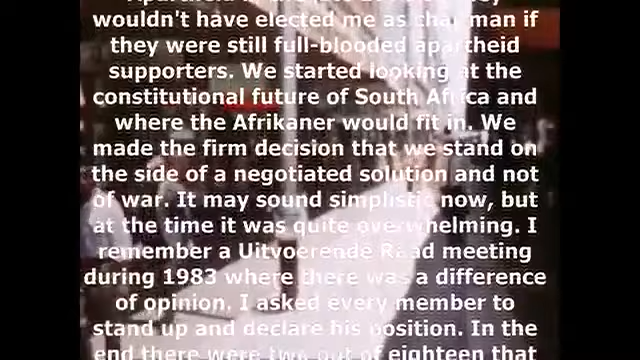 wouldn't have elected me as chairman if
they were still full-blooded apartheid
supporters. We started looking at the
constitutional future of South Africa and
where the Afrikaner would fit in. We
made the firm decision that we stand on
the side of a negotiated solution and not
of war. It may sound simplistic now, but
at the time it was quite overwhelming. I
remember a Uitvoerende Raad meeting
during 1983 where there was a difference
of opinion. I asked every member to
stand up and declare his position. In the
end there were two out of eighteen that